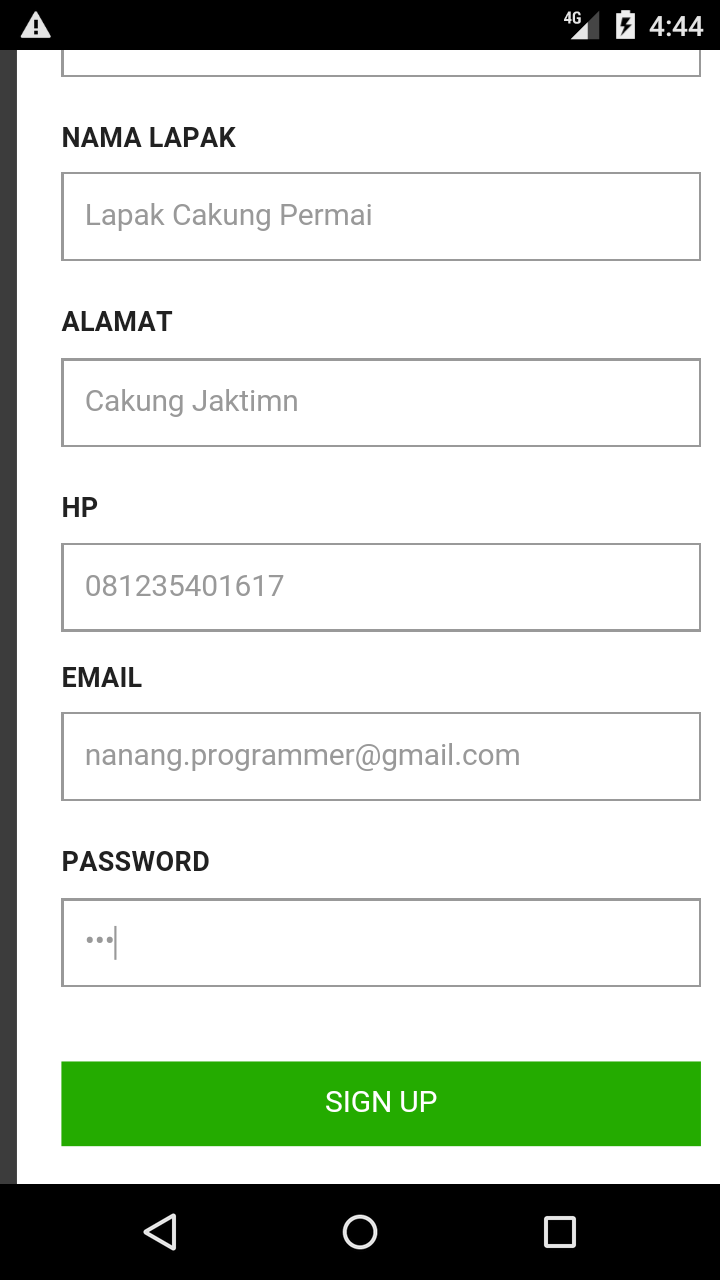 4G 4:44
NAMA LAPAK
Lapak Cakung Permai
ALAMAT
Cakung Jaktimn
HP
081235401617
EMAIL
nanang.programmer@gmail.com
PASSWORD
•••
SIGN UP